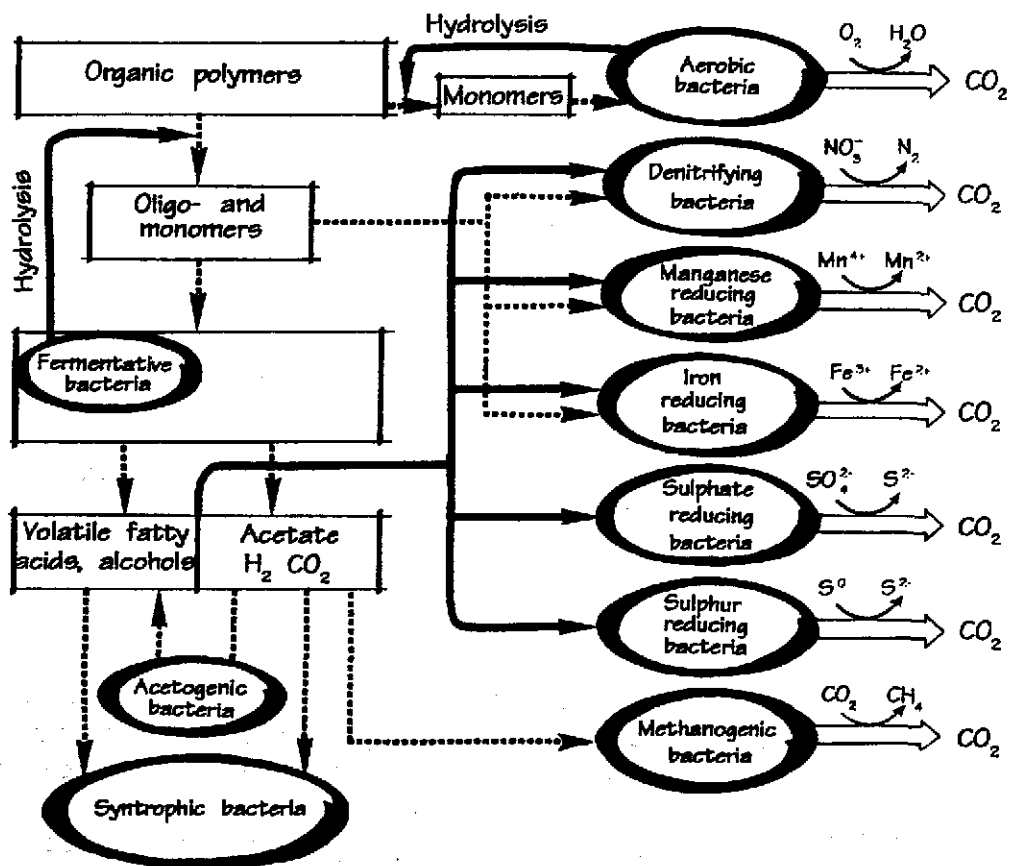 Hydrolysis
Organic polymers
Monomers
Aerobic
bacteria
O₂ H₂O
CO₂
Hydrolysis
Oligo- and
monomers
Denitrifying
bacteria
NO₃⁻ N₂
CO₂
Manganese
reducing
bacteria
Mn⁴⁺ Mn²⁺
CO₂
Fermentative
bacteria
Iron
reducing
bacteria
Fe³⁺ Fe²⁺
CO₂
Volatile fatty
acids, alcohols
Acetate
H₂ CO₂
Sulphate
reducing
bacteria
SO₄²⁻ S²⁻
CO₂
Sulphur
reducing
bacteria
S⁰ S²⁻
CO₂
Acetogenic
bacteria
Methanogenic
bacteria
CO₂ CH₄
CO₂
Syntrophic bacteria